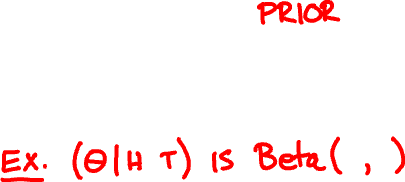 PRIOR
Ex. (θ|H T) is Beta( , )